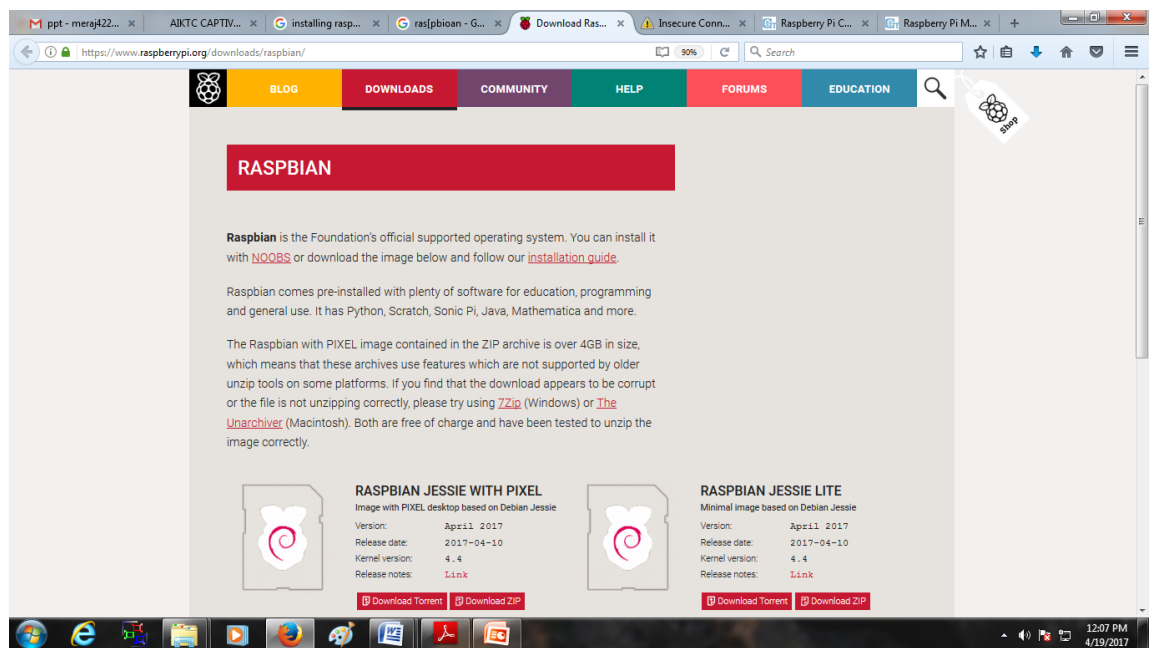 ppt - meraj422...
AIKTC CAPTIV...
installing rasp...
ras[pbioan - G...
Download Ras...
Insecure Conn...
Raspberry Pi C...
Raspberry Pi M...
https://www.raspberrypi.org/downloads/raspbian/
90%
Search
BLOG
DOWNLOADS
COMMUNITY
HELP
FORUMS
EDUCATION
shop
RASPBIAN
Raspbian is the Foundation's official supported operating system. You can install it
with NOOBS or download the image below and follow our installation guide.
Raspbian comes pre-installed with plenty of software for education, programming
and general use. It has Python, Scratch, Sonic Pi, Java, Mathematica and more.
The Raspbian with PIXEL image contained in the ZIP archive is over 4GB in size,
which means that these archives use features which are not supported by older
unzip tools on some platforms. If you find that the download appears to be corrupt
or the file is not unzipping correctly, please try using 7Zip (Windows) or The
Unarchiver (Macintosh). Both are free of charge and have been tested to unzip the
image correctly.
RASPBIAN JESSIE WITH PIXEL
Image with PIXEL desktop based on Debian Jessie
Version: April 2017
Release date: 2017-04-10
Kernel version: 4.4
Release notes: Link
Download Torrent
Download ZIP
RASPBIAN JESSIE LITE
Minimal image based on Debian Jessie
Version: April 2017
Release date: 2017-04-10
Kernel version: 4.4
Release notes: Link
Download Torrent
Download ZIP
12:07 PM
4/19/2017